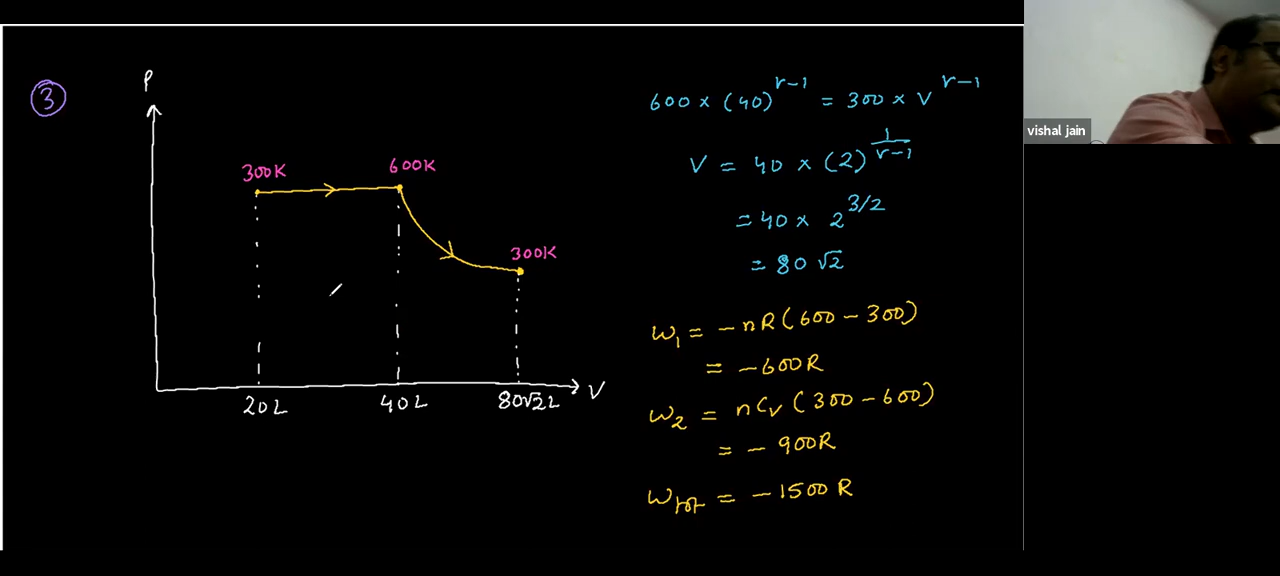 ③
P
300K
600K
300K
20L
40L
80√2L
V
600 × (40)^{r-1} = 300 × V^{r-1}
V = 40 × (2)^{1/(r-1)}
= 40 × 2^{3/2}
= 80 √2
W₁ = -nR(600 - 300)
= -600R
W₂ = nCᵥ(300 - 600)
= - 900R
Wₜₒₜ = - 1500 R
vishal jain